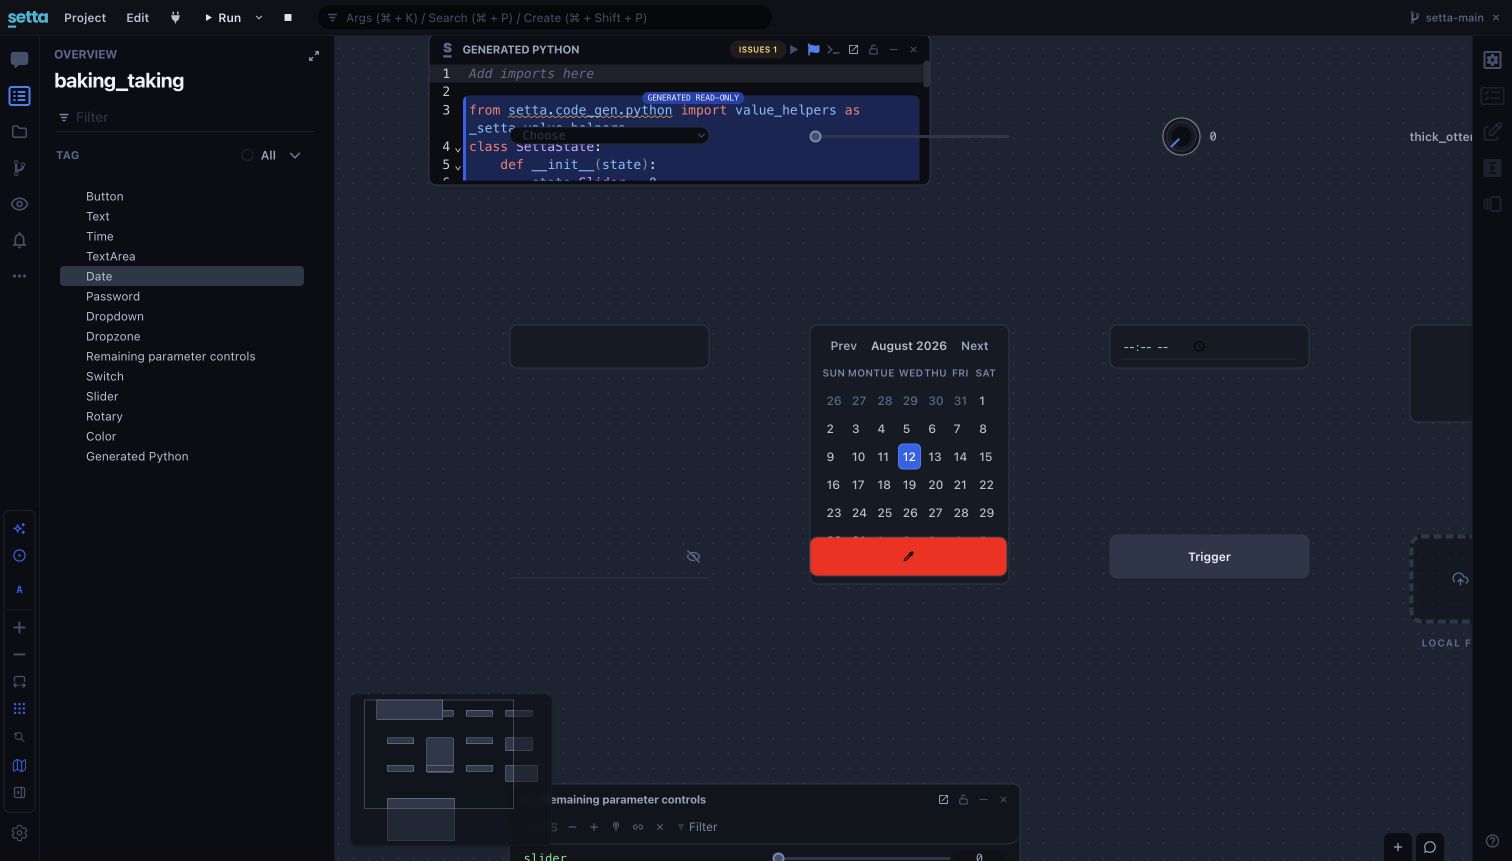 setta Project Edit Run Args (⌘ + K) / Search (⌘ + P) / Create (⌘ + Shift + P) setta-main
OVERVIEW
baking_taking
Filter
TAG All
Button
Text
Time
TextArea
Date
Password
Dropdown
Dropzone
Remaining parameter controls
Switch
Slider
Rotary
Color
Generated Python
A
S GENERATED PYTHON ISSUES 1
1 Add imports here
2
GENERATED READ-ONLY
3 from setta.code_gen.python import value_helpers as
_setta_value_helpers
Choose
4 class SettaState:
5 def __init__(state):
0
thick_otter
Prev August 2026 Next
SUN MON TUE WED THU FRI SAT
26 27 28 29 30 31 1
2 3 4 5 6 7 8
9 10 11 12 13 14 15
16 17 18 19 20 21 22
23 24 25 26 27 28 29
--:-- --
Trigger
LOCAL F
emaining parameter controls
Filter
slider 0